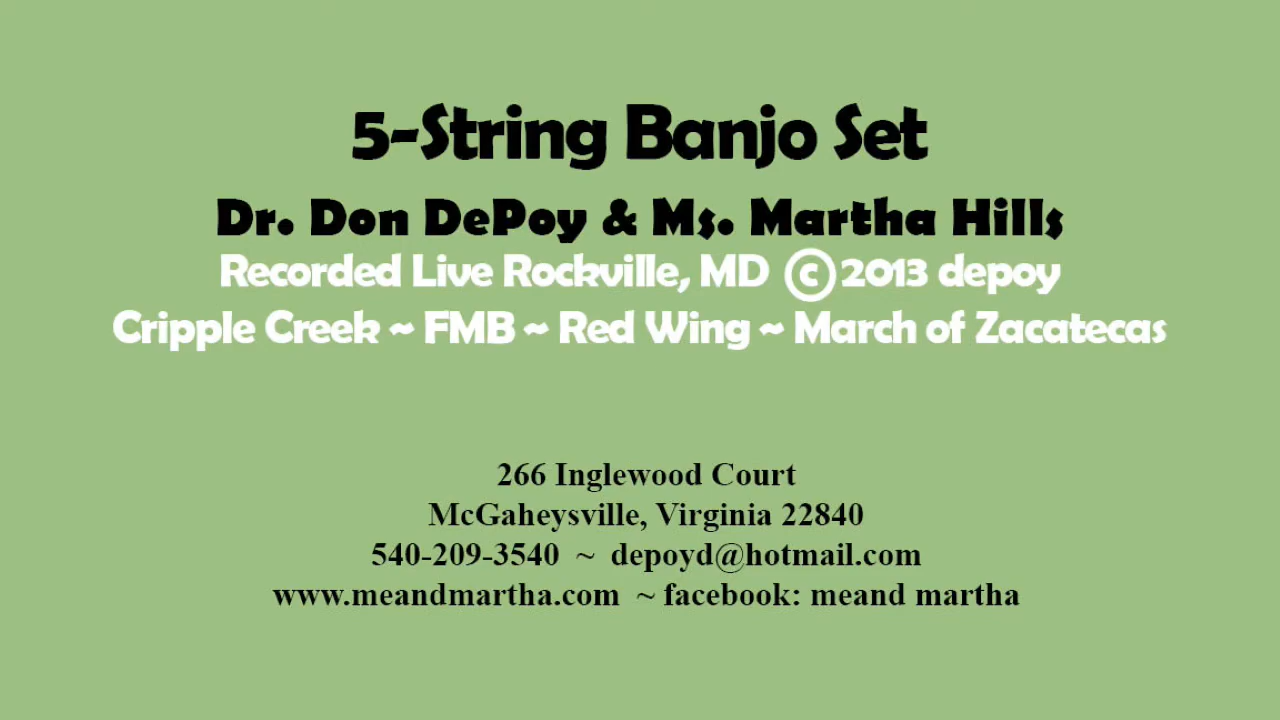 5-String Banjo Set
Dr. Don DePoy & Ms. Martha Hills
Recorded Live Rockville, MD © 2013 depoy
Cripple Creek ~ FMB ~ Red Wing ~ March of Zacatecas
266 Inglewood Court
McGaheysville, Virginia 22840
540-209-3540 ~ depoyd@hotmail.com
www.meandmartha.com ~ facebook: meand martha